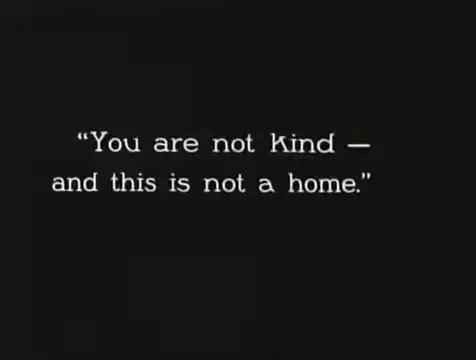 “You are not kind —
and this is not a home.”